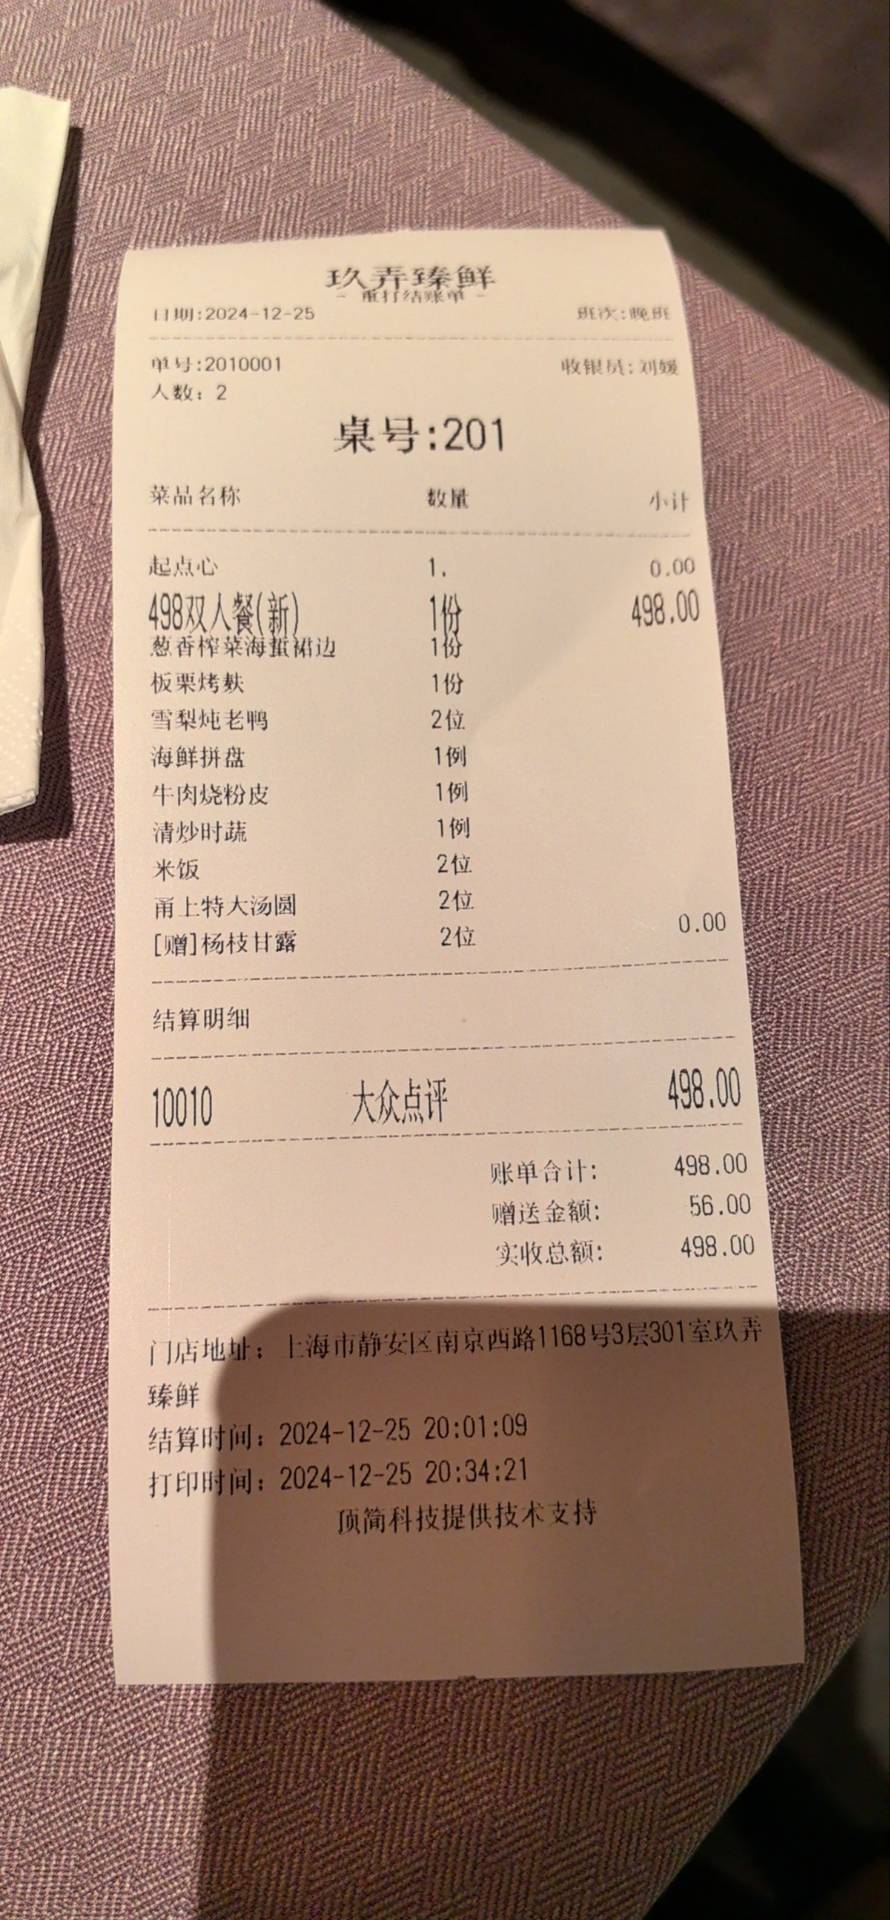 玖弄臻鲜
- 重打结账单 -
日期:2024-12-25 班次:晚班
单号:2010001 收银员:刘媛
人数: 2
桌号:201
菜品名称 数量 小计
起点心 1. 0.00
498双人餐(新) 1份 498.00
葱香榨菜海蜇裙边 1份
板栗烤麸 1份
雪梨炖老鸭 2位
海鲜拼盘 1例
牛肉烧粉皮 1例
清炒时蔬 1例
米饭 2位
甬上特大汤圆 2位
[赠]杨枝甘露 2位 0.00
结算明细
10010 大众点评 498.00
账单合计: 498.00
赠送金额: 56.00
实收总额: 498.00
门店地址: 上海市静安区南京西路1168号3层301室玖弄
臻鲜
结算时间: 2024-12-25 20:01:09
打印时间: 2024-12-25 20:34:21
顶简科技提供技术支持